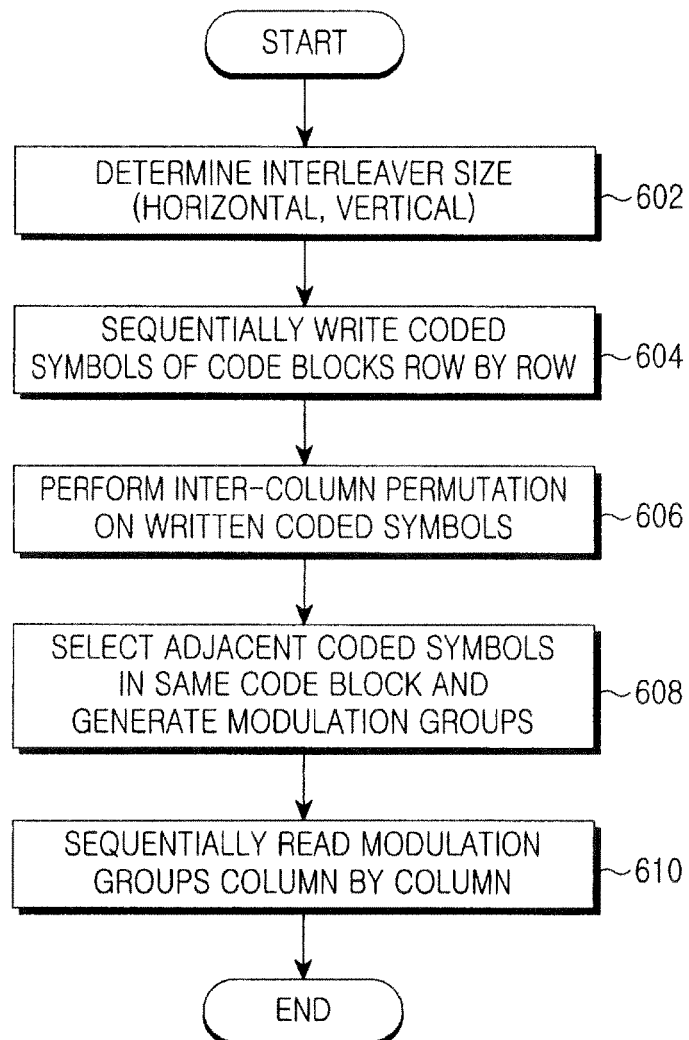 START
DETERMINE INTERLEAVER SIZE
(HORIZONTAL, VERTICAL)
602
SEQUENTIALLY WRITE CODED
SYMBOLS OF CODE BLOCKS ROW BY ROW
604
PERFORM INTER-COLUMN PERMUTATION
ON WRITTEN CODED SYMBOLS
606
SELECT ADJACENT CODED SYMBOLS
IN SAME CODE BLOCK AND
GENERATE MODULATION GROUPS
608
SEQUENTIALLY READ MODULATION
GROUPS COLUMN BY COLUMN
610
END